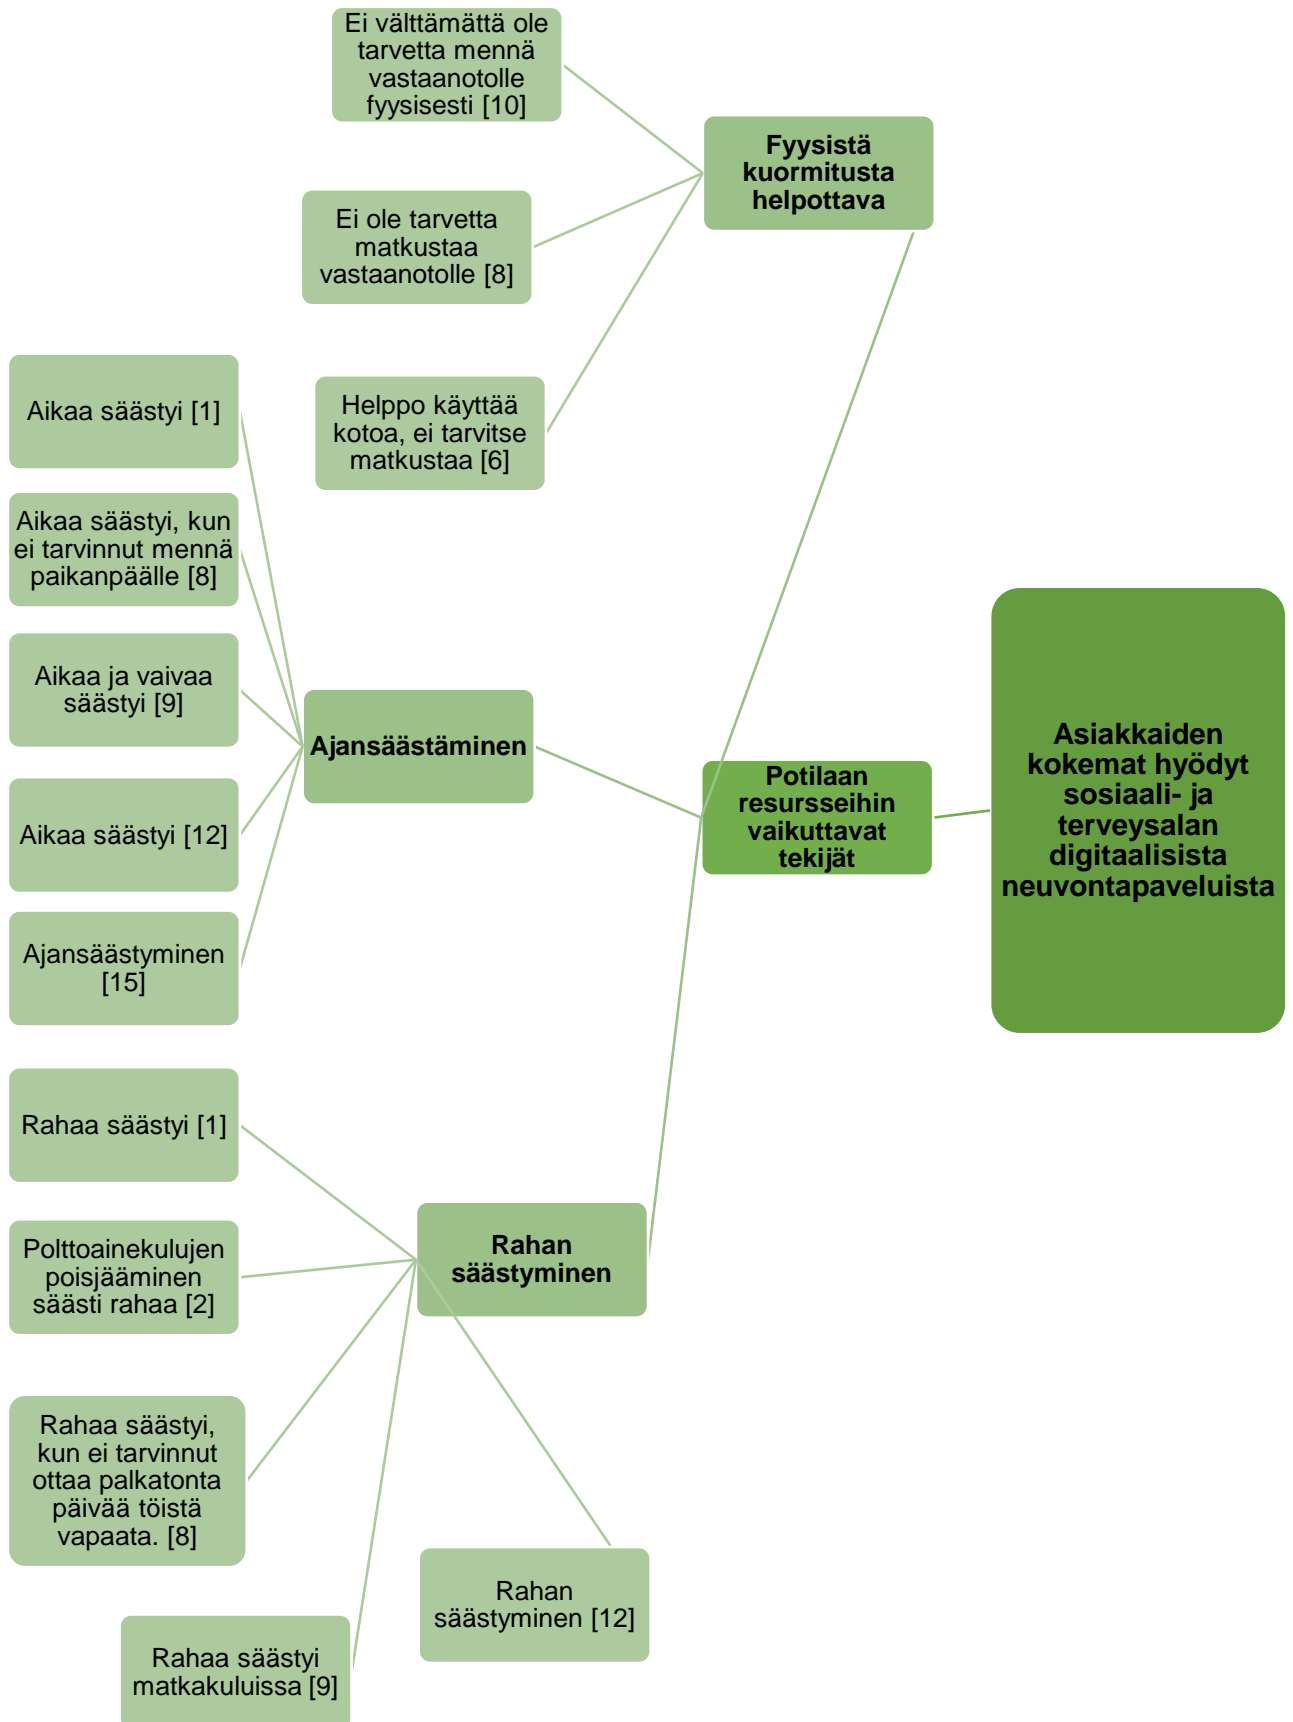 Ei välttämättä ole
tarvetta mennä
vastaanotolle
fyysisesti [10]
Fyysistä
kuormitusta
helpottava
Ei ole tarvetta
matkustaa
vastaanotolle [8]
Helppo käyttää
kotoa, ei tarvitse
matkustaa [6]
Aikaa säästyi [1]
Aikaa säästyi, kun
ei tarvinnut mennä
paikanpäälle [8]
Aikaa ja vaivaa
säästyi [9]
Ajansäästäminen
Aikaa säästyi [12]
Ajansäästyminen
[15]
Potilaan
resursseihin
vaikuttavat
tekijät
Asiakkaiden
kokemat hyödyt
sosiaali- ja
terveysalan
digitaalisista
neuvontapaveluista
Rahaa säästyi [1]
Polttoainekulujen
poisjääminen
säästi rahaa [2]
Rahan
säästyminen
Rahaa säästyi,
kun ei tarvinnut
ottaa palkatonta
päivää töistä
vapaata. [8]
Rahan
säästyminen [12]
Rahaa säästyi
matkakuluissa [9]